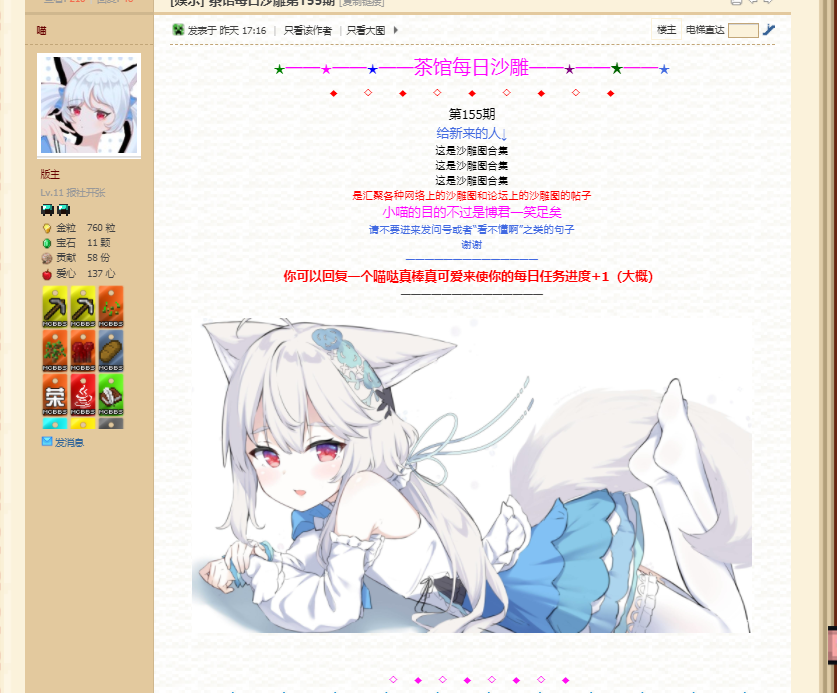 [娱乐] 茶馆每日沙雕第155期 [复制链接]
喵
发表于 昨天 17:16 | 只看该作者 | 只看大图
楼主 电梯直达
★——★——★——茶馆每日沙雕——★——★——★
◆ ◇ ◆ ◇ ◆ ◇ ◆ ◇ ◆
第155期
给新来的人↓
这是沙雕图合集
这是沙雕图合集
这是沙雕图合集
是汇聚各种网络上的沙雕图和论坛上的沙雕图的帖子
小喵的目的不过是博君一笑足矣
请不要进来发问号或者“看不懂啊”之类的句子
谢谢
你可以回复一个喵哒真棒真可爱来使你的每日任务进度+1（大概）
版主
Lv.11 报社开张
金粒 760 粒
宝石 11 颗
贡献 58 份
爱心 137 心
MCBBS MCBBS
MCBBS MCBBS MCBBS
荣
MCBBS MCBBS MCBBS
发消息
◇ ◆ ◇ ◆ ◇ ◆ ◇ ◆